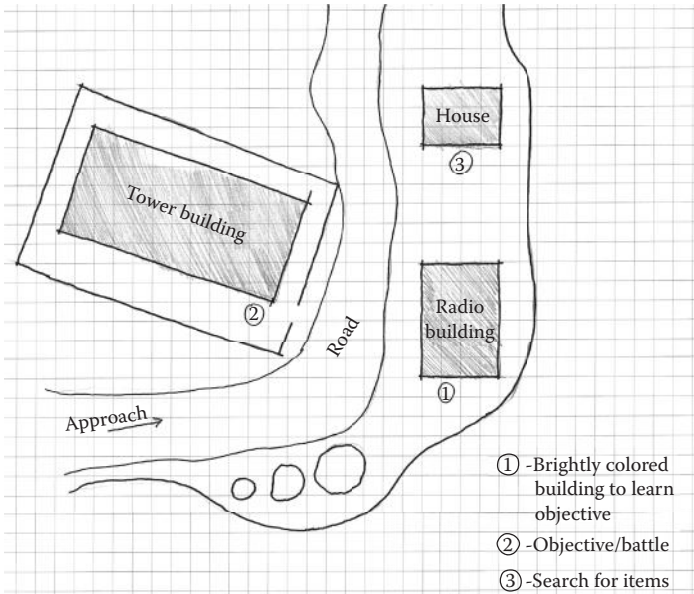 House
③
Tower building
Radio
building
②
Road
①
Approach
① -Brightly colored
building to learn
objective
② -Objective/battle
③ -Search for items